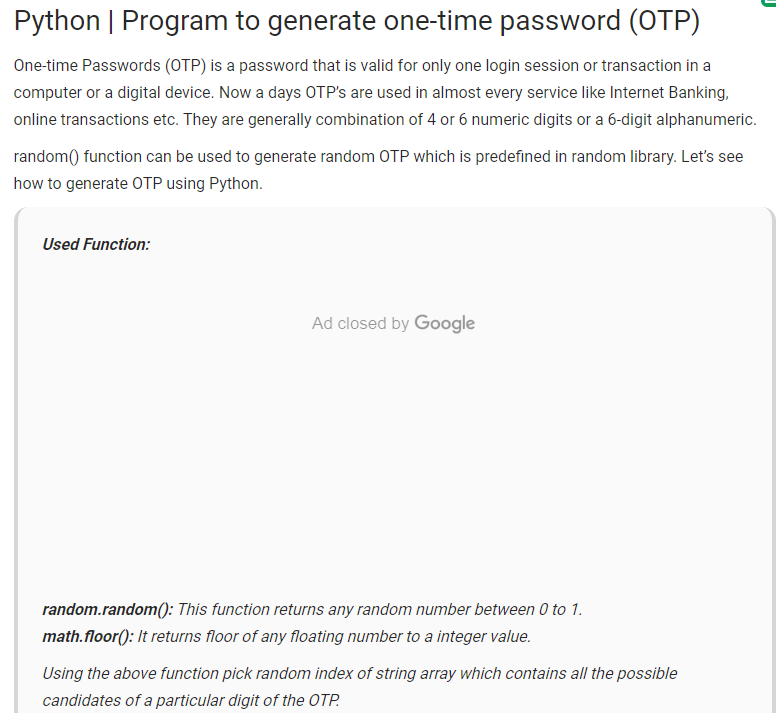 Python | Program to generate one-time password (OTP)
One-time Passwords (OTP) is a password that is valid for only one login session or transaction in a
computer or a digital device. Now a days OTP’s are used in almost every service like Internet Banking,
online transactions etc. They are generally combination of 4 or 6 numeric digits or a 6-digit alphanumeric.
random() function can be used to generate random OTP which is predefined in random library. Let’s see
how to generate OTP using Python.
Used Function:
Ad closed by Google
random.random(): This function returns any random number between 0 to 1.
math.floor(): It returns floor of any floating number to a integer value.
Using the above function pick random index of string array which contains all the possible
candidates of a particular digit of the OTP.